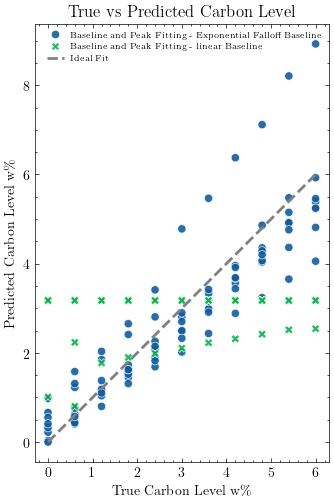 True vs Predicted Carbon Level
Baseline and Peak Fitting - Exponential Falloff Baseline
Baseline and Peak Fitting - linear Baseline
Ideal Fit
Predicted Carbon Level w%
8
6
4
2
0
0 1 2 3 4 5 6
True Carbon Level w%